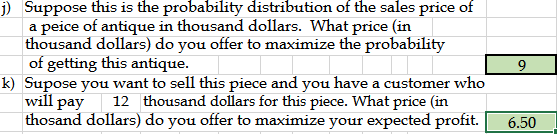 j) Suppose this is the probability distribution of the sales price of
a peice of antique in thousand dollars. What price (in
thousand dollars) do you offer to maximize the probability
of getting this antique. 9
k) Supose you want to sell this piece and you have a customer who
will pay 12 thousand dollars for this piece. What price (in
thosand dollars) do you offer to maximize your expected profit. 6.50